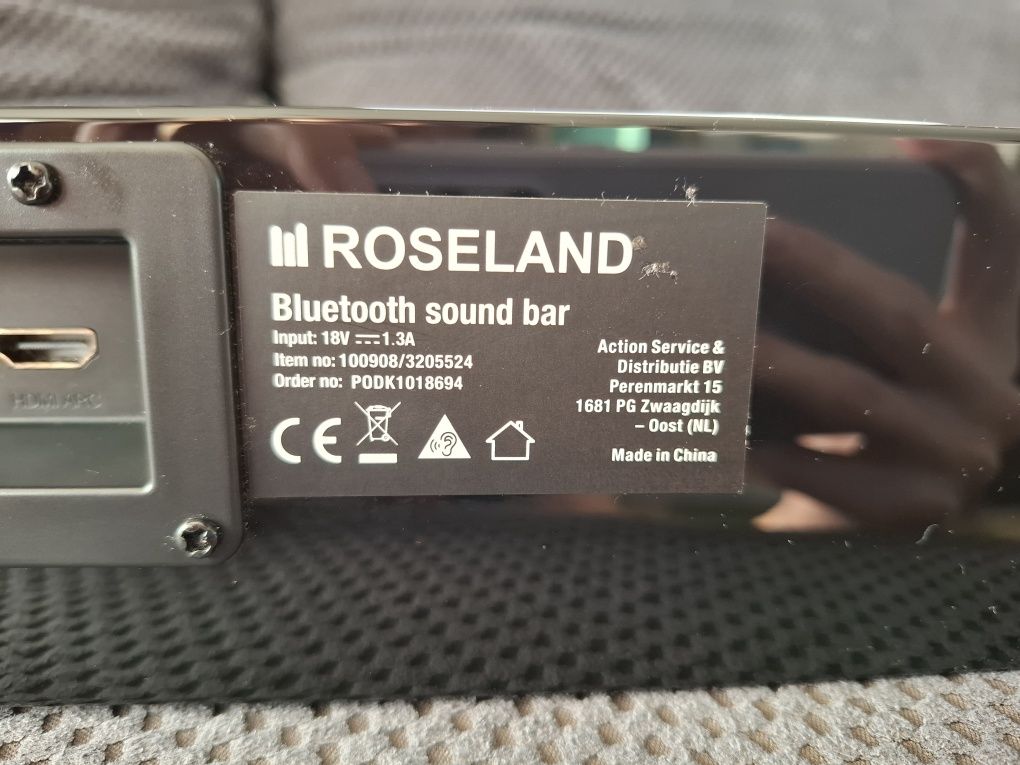 ROSELAND
Bluetooth sound bar
Input: 18V ⎓ 1.3A
Item no: 100908/3205524
Order no: PODK1018694
CE
Action Service &
Distributie BV
Perenmarkt 15
1681 PG Zwaagdijk
– Oost (NL)
Made in China
HDMI ARC